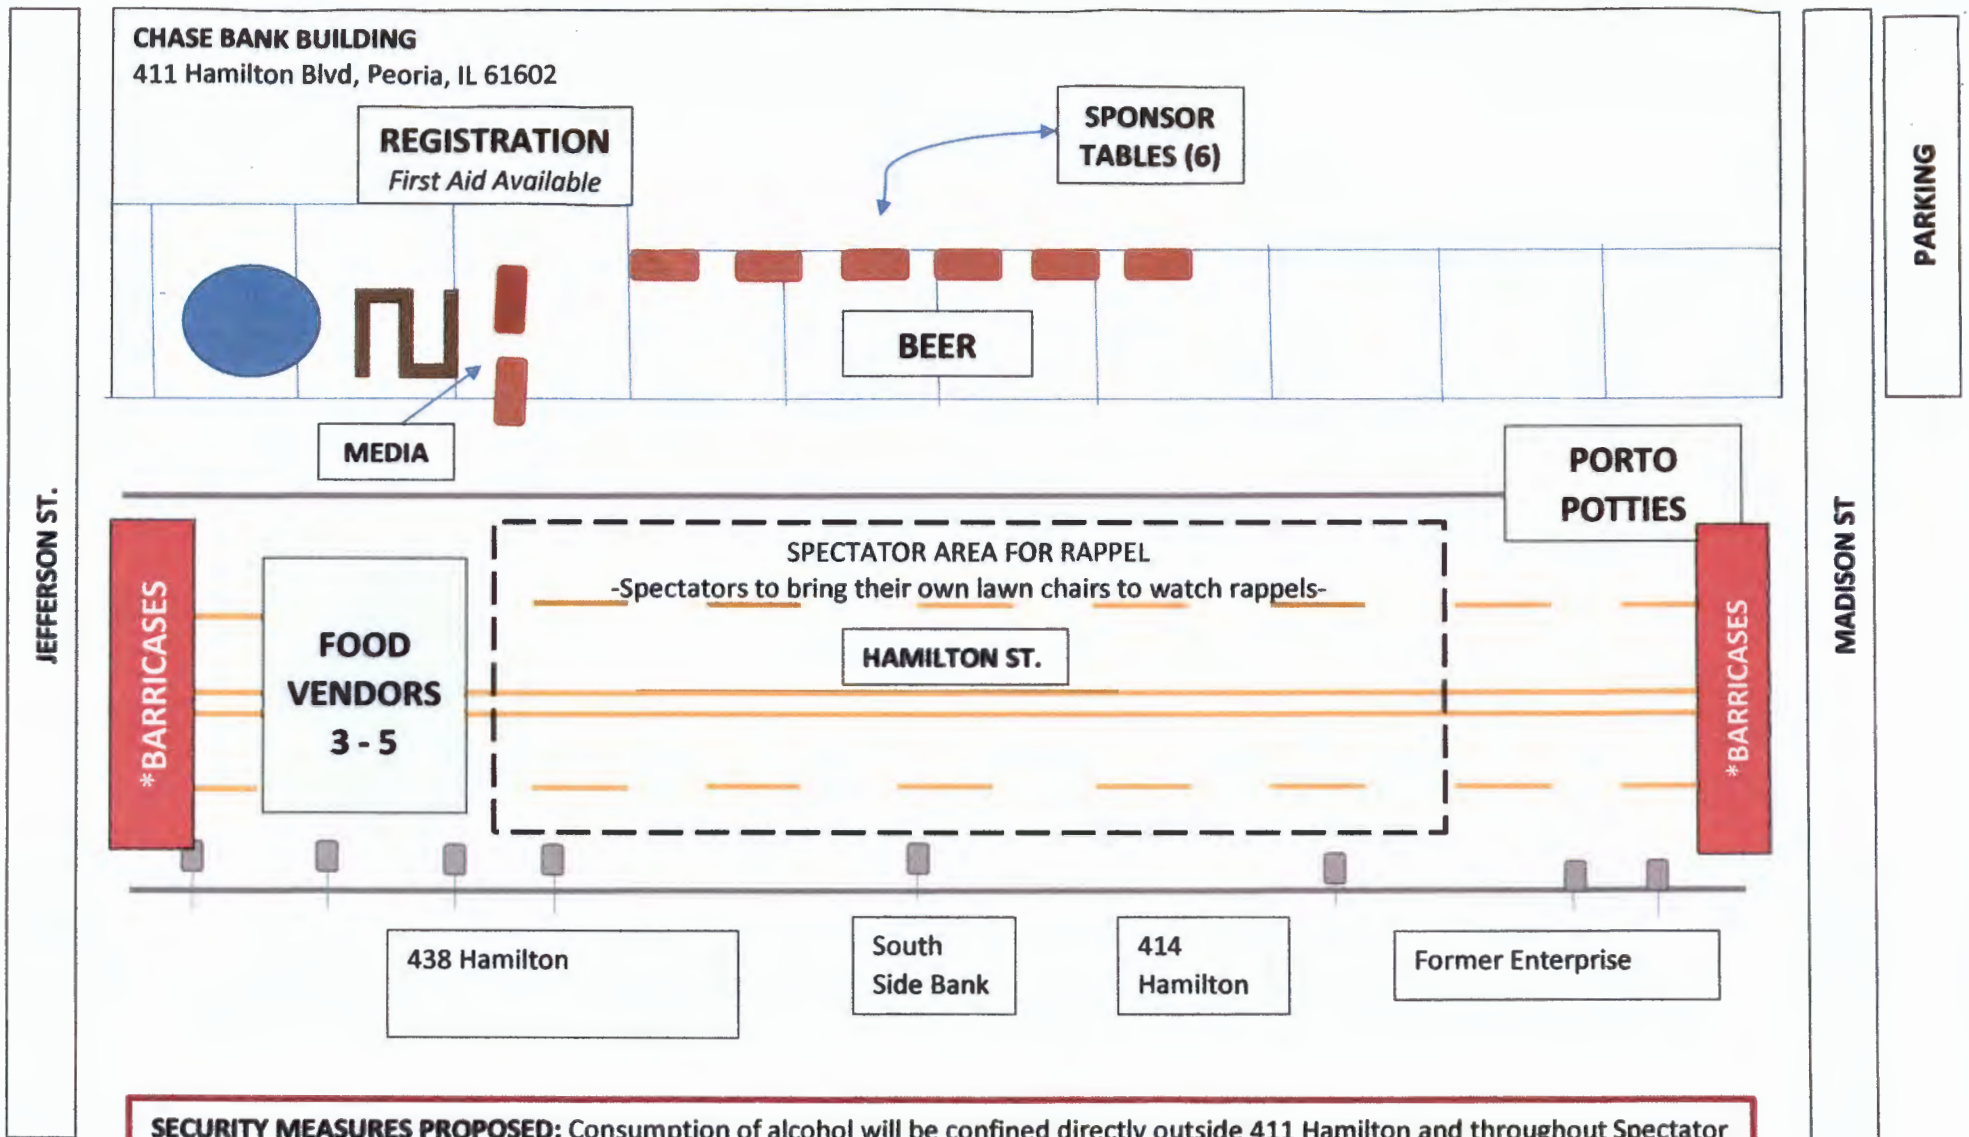 CHASE BANK BUILDING
411 Hamilton Blvd, Peoria, IL 61602
REGISTRATION
First Aid Available
SPONSOR
TABLES (6)
PARKING
BEER
MEDIA
PORTO
POTTIES
JEFFERSON ST.
MADISON ST
*BARRICASES
SPECTATOR AREA FOR RAPPEL
-Spectators to bring their own lawn chairs to watch rappels-
FOOD
VENDORS
3 - 5
HAMILTON ST.
*BARRICASES
438 Hamilton
South
Side Bank
414
Hamilton
Former Enterprise
SECURITY MEASURES PROPOSED: Consumption of alcohol will be confined directly outside 411 Hamilton and throughout Spectator